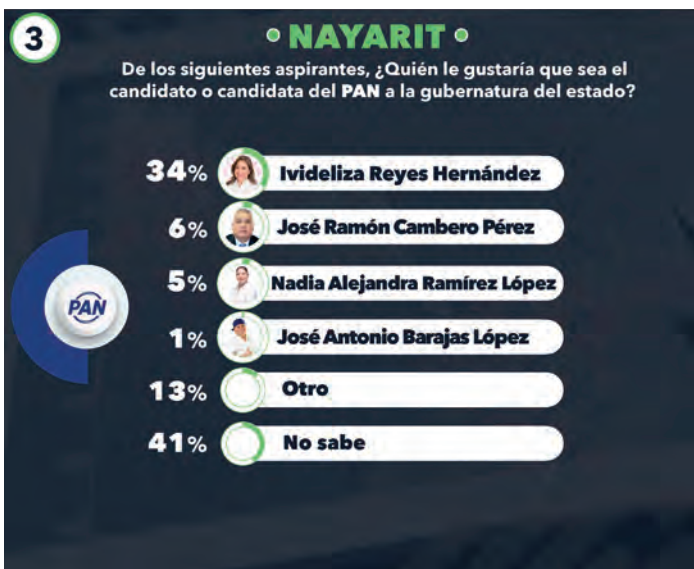 3
NAYARIT
De los siguientes aspirantes, ¿Quién le gustaría que sea el
candidato o candidata del PAN a la gubernatura del estado?
34% Ivideliza Reyes Hernández
6% José Ramón Cambero Pérez
5% Nadia Alejandra Ramírez López
PAN
1% José Antonio Barajas López
13% Otro
41% No sabe